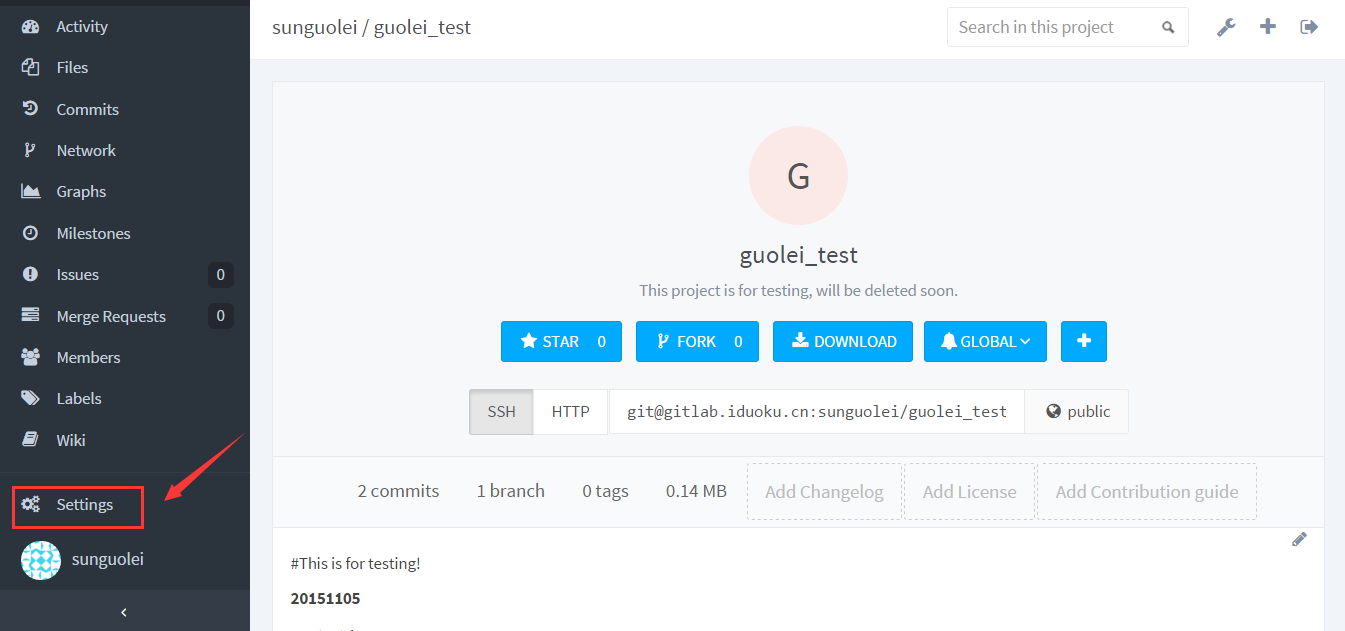 Activity
Files
Commits
Network
Graphs
Milestones
Issues 0
Merge Requests 0
Members
Labels
Wiki
Settings
sunguolei
sunguolei / guolei_test
Search in this project
G
guolei_test
This project is for testing, will be deleted soon.
STAR 0 FORK 0 DOWNLOAD GLOBAL
SSH HTTP git@gitlab.iduoku.cn:sunguolei/guolei_test public
2 commits 1 branch 0 tags 0.14 MB Add Changelog Add License Add Contribution guide
#This is for testing!
20151105